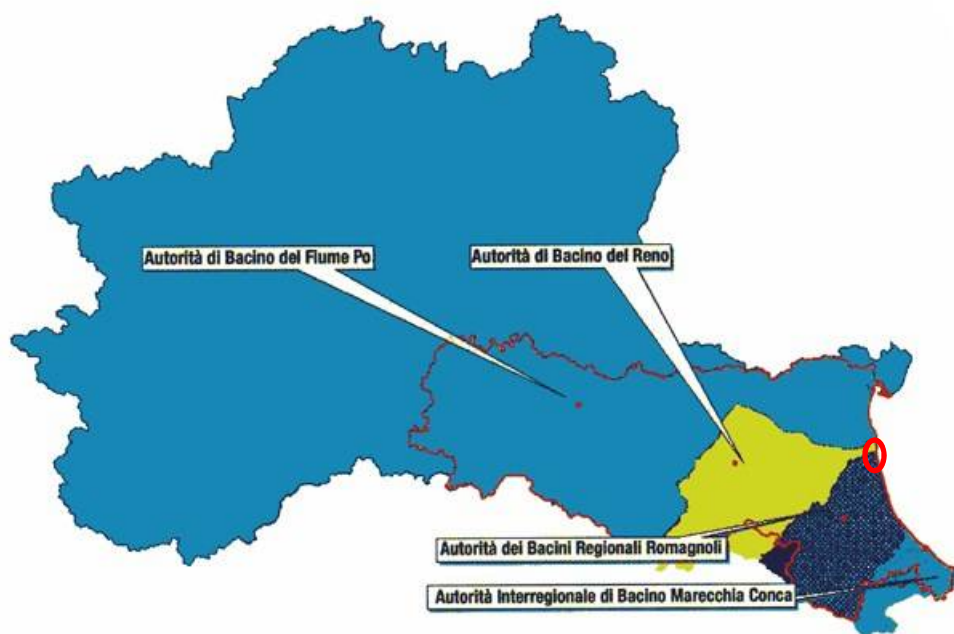 Autorità di Bacino del Fiume Po
Autorità di Bacino del Reno
Autorità dei Bacini Regionali Romagnoli
Autorità Interregionale di Bacino Marecchia Conca